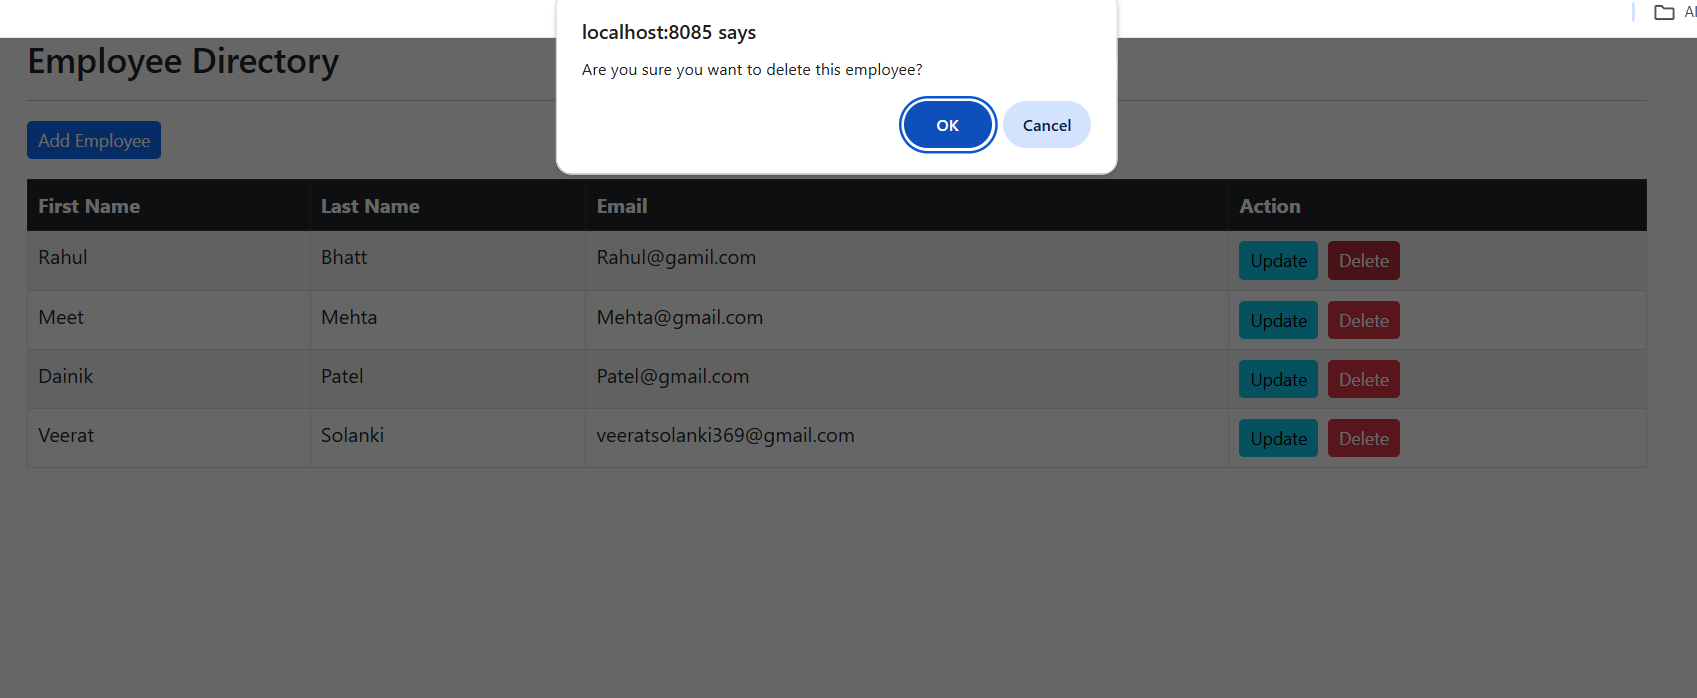 localhost:8085 says
Are you sure you want to delete this employee?
OK Cancel
Employee Directory
Add Employee
First Name Last Name Email Action
Rahul Bhatt Rahul@gamil.com Update Delete
Meet Mehta Mehta@gmail.com Update Delete
Dainik Patel Patel@gmail.com Update Delete
Veerat Solanki veeratsolanki369@gmail.com Update Delete